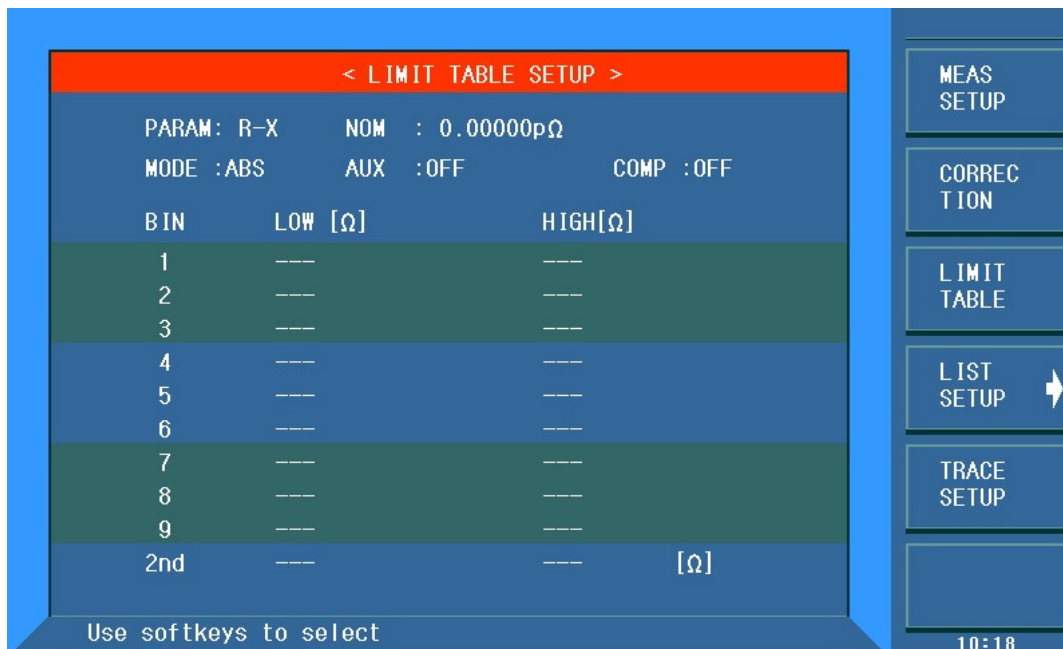 < LIMIT TABLE SETUP >
PARAM: R-X NOM : 0.00000pΩ
MODE :ABS AUX :OFF COMP :OFF
BIN LOW [Ω] HIGH[Ω]
1 --- ---
2 --- ---
3 --- ---
4 --- ---
5 --- ---
6 --- ---
7 --- ---
8 --- ---
9 --- ---
2nd --- --- [Ω]
Use softkeys to select
MEAS
SETUP
CORREC
TION
LIMIT
TABLE
LIST
SETUP
TRACE
SETUP
10:18